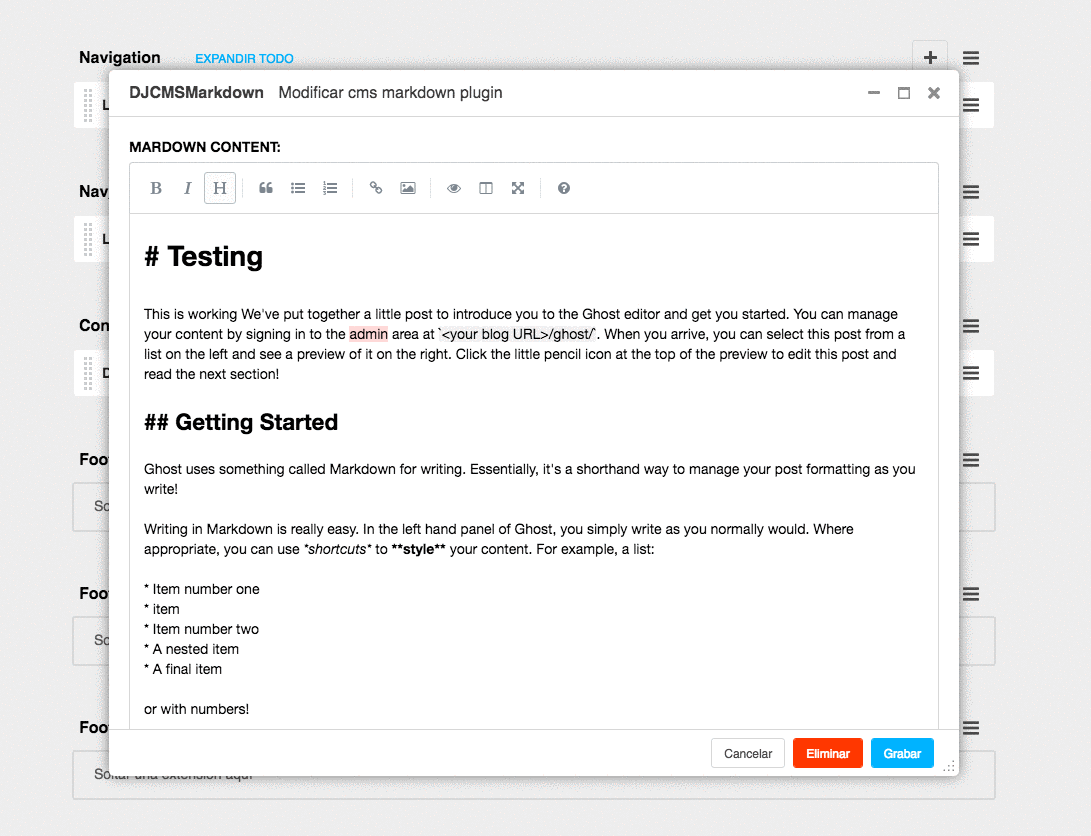 Navigation EXPANDIR TODO
DJCMSMarkdown Modificar cms markdown plugin
L
MARDOWN CONTENT:
B I H
Nav
L
# Testing
This is working We've put together a little post to introduce you to the Ghost editor and get you started. You can manage
your content by signing in to the admin area at `<your blog URL>/ghost/`. When you arrive, you can select this post from a
list on the left and see a preview of it on the right. Click the little pencil icon at the top of the preview to edit this post and
read the next section!
Con
D
## Getting Started
Foo
Ghost uses something called Markdown for writing. Essentially, it's a shorthand way to manage your post formatting as you
write!
So
Writing in Markdown is really easy. In the left hand panel of Ghost, you simply write as you normally would. Where
appropriate, you can use *shortcuts* to **style** your content. For example, a list:
Foo
* Item number one
* item
* Item number two
* A nested item
* A final item
So
or with numbers!
Foo
Cancelar Eliminar Grabar
Soltar una extensión aquí